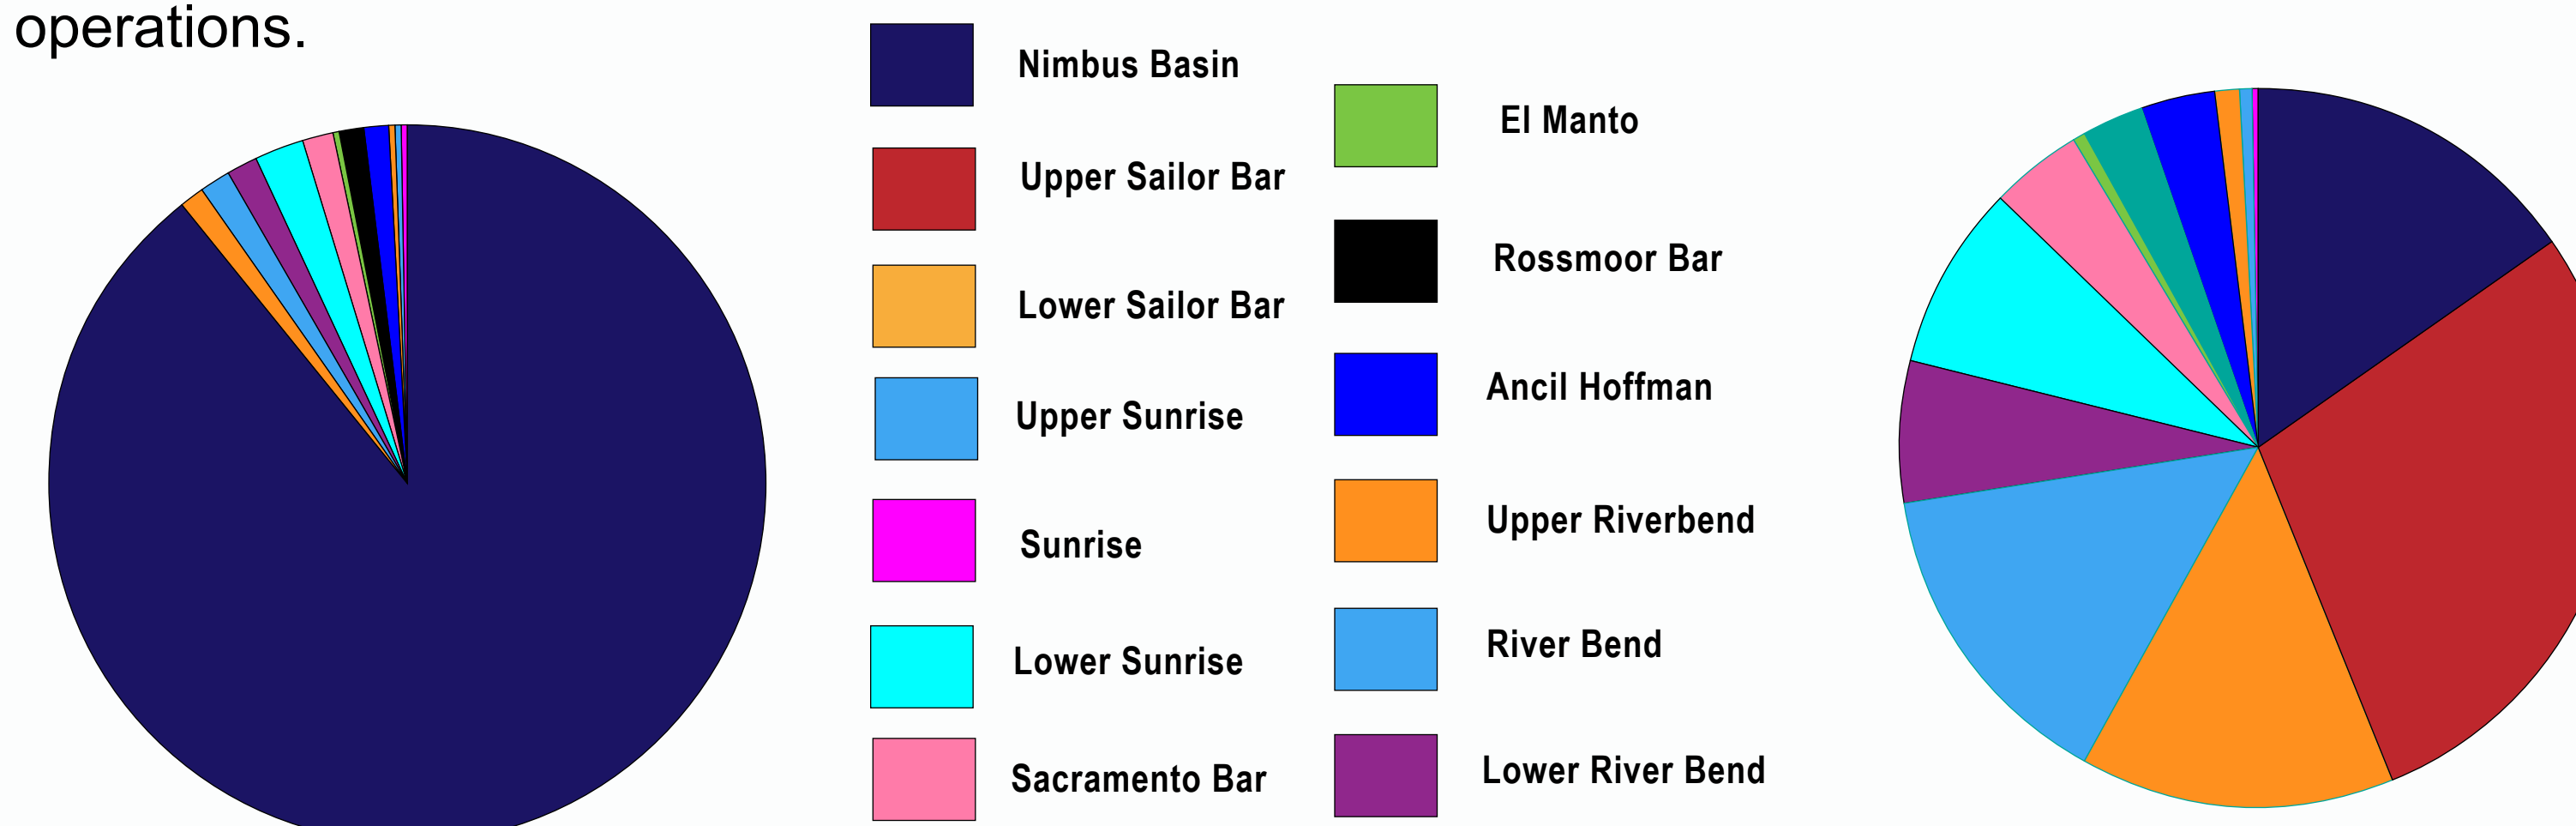 operations.
Nimbus Basin
Upper Sailor Bar
Lower Sailor Bar
Upper Sunrise
Sunrise
Lower Sunrise
Sacramento Bar
El Manto
Rossmoor Bar
Ancil Hoffman
Upper Riverbend
River Bend
Lower River Bend